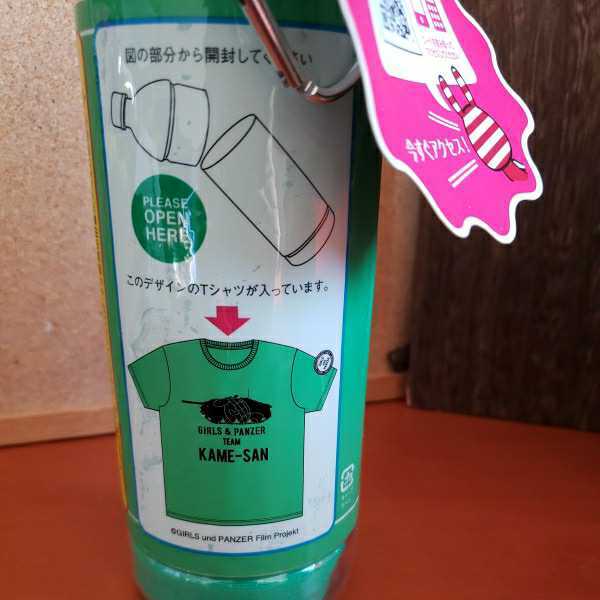 図の部分から開封してください
PLEASE
OPEN
HERE
このデザインのTシャツが入っています。
GIRLS & PANZER
TEAM
KAME-SAN
©GIRLS und PANZER Film Projekt
今すぐアクセス!